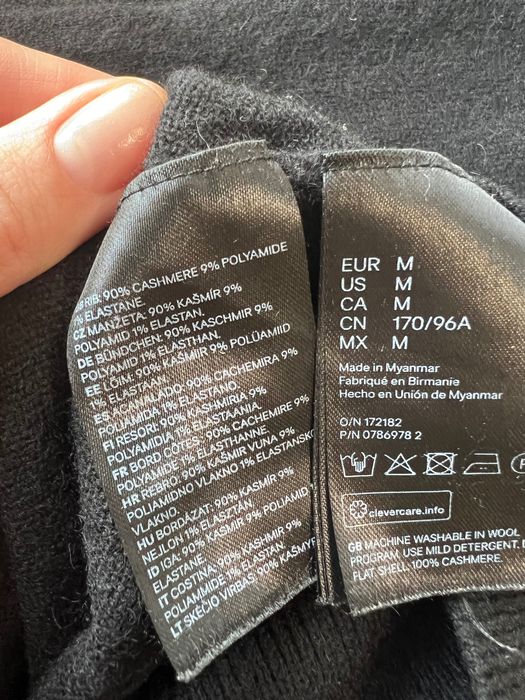 RIB: 90% CASHMERE 9% POLYAMIDE
% ELASTANE.
CZ MANŽETA: 90% KAŠMÍR 9%
POLYAMID 1% ELASTAN.
DE BÜNDCHEN: 90% KASCHMIR 9%
POLYAMID 1% ELASTHAN.
EE LÕIM: 90% KAŠMIIR 9% POLÜAMIID
1% ELASTAAN.
ES ACANALADO: 90% CACHEMIRA 9%
POLIAMIDA 1% ELASTANO.
FI RESORI: 90% KASHMIRIA 9%
POLYAMIDIA 1% ELASTAANIA.
FR BORD CÔTES: 90% CACHEMIRE 9%
POLYAMIDE 1% ELASTHANNE.
HR REBRO: 90% KAŠMIR VUNA 9%
POLIAMIDNO VLAKNO 1% ELASTANSKO
VLAKNO.
HU BORDÁZAT: 90% KASMÍR 9%
NEJLON 1% ELASZTÁN.
ID IGA: 90% KASMIR 9% POLIAMID
ELASTANE.
IT COSTINA: 90% KASHMIR 9%
POLIAMMIDE 1% ELASTAN.
LT SKĖČIO VIRBAS: 90% KAŠMYR
EUR M
US M
CA M
CN 170/96A
MX M
Made in Myanmar
Fabriqué en Birmanie
Hecho en Unión de Myanmar
O/N 172182
P/N 0786978 2
clevercare.info
GB MACHINE WASHABLE IN WOOL
PROGRAM. USE MILD DETERGENT. D
FLAT. SHELL: 100% CASHMERE.